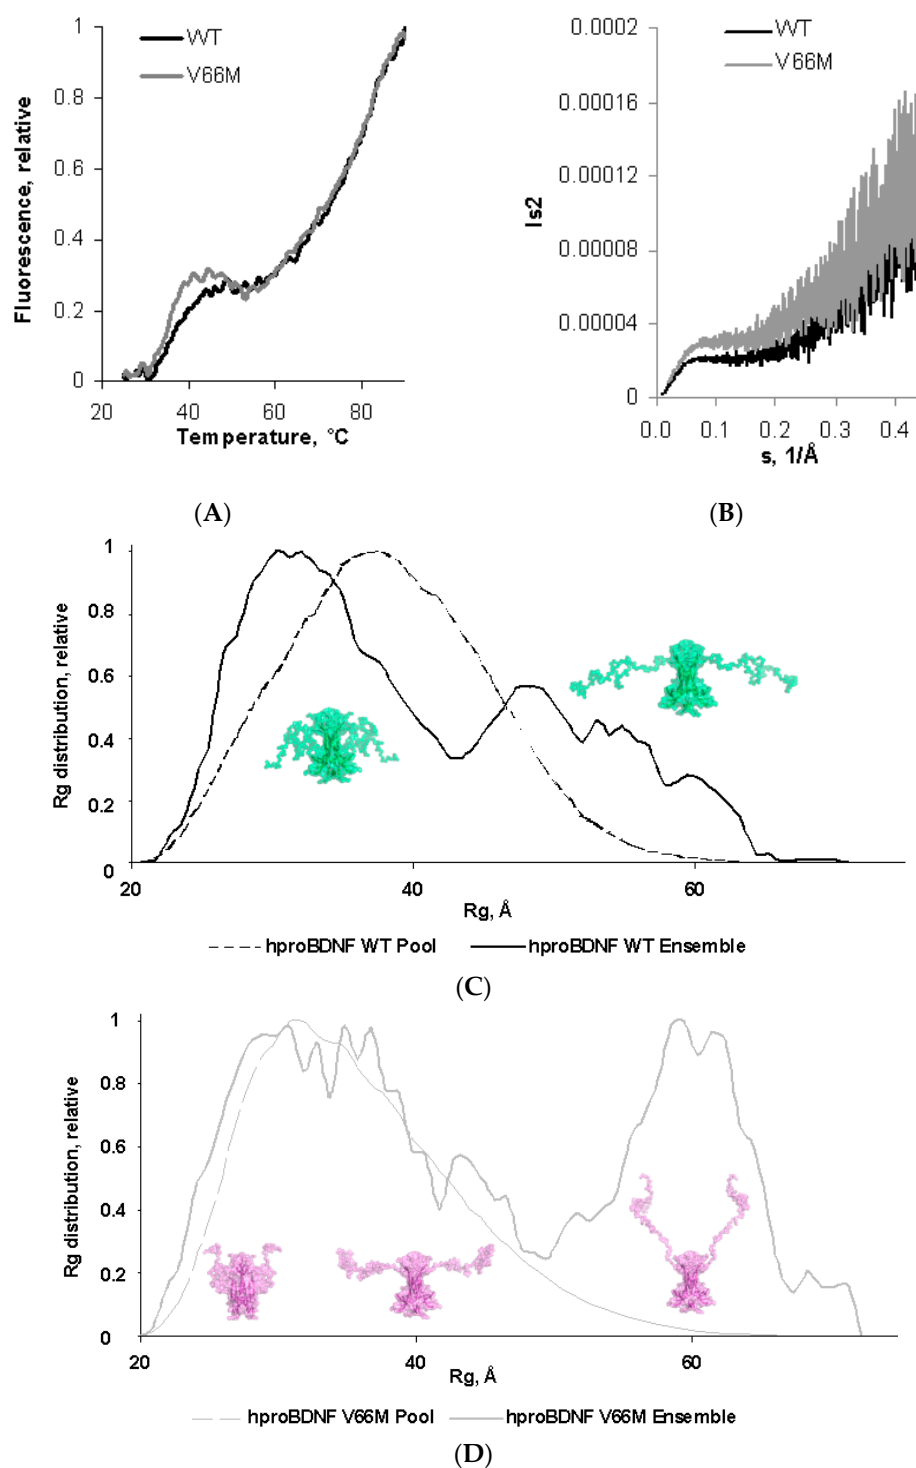 WT
V66M
1
0.8
0.6
0.4
0.2
0
20 40 60 80
Fluorescence, relative
Temperature, °C
(A)
WT
V66M
0.0002
0.00016
0.00012
0.00008
0.00004
0
0.0 0.1 0.2 0.3 0.4
Is2
s, 1/Å
(B)
1
0.8
0.6
0.4
0.2
0
20 40 60
Rg distribution, relative
Rg, Å
hproBDNF WT Pool hproBDNF WT Ensemble
(C)
1
0.8
0.6
0.4
0.2
0
20 40 60
Rg distribution, relative
Rg, Å
hproBDNF V66M Pool hproBDNF V66M Ensemble
(D)